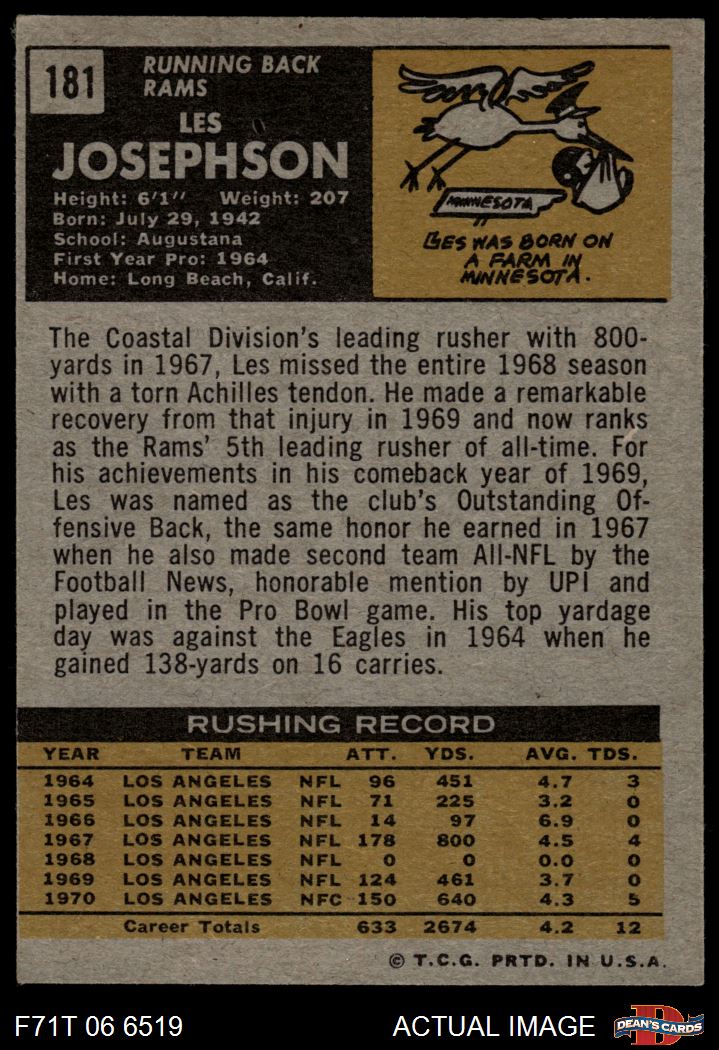 181
RUNNING BACK
RAMS
LES
JOSEPHSON
Height: 6'1" Weight: 207
Born: July 29, 1942
School: Augustana
First Year Pro: 1964
Home: Long Beach, Calif.
MINNESOTA
LES WAS BORN ON
A FARM IN
MINNESOTA.
The Coastal Division's leading rusher with 800-
yards in 1967, Les missed the entire 1968 season
with a torn Achilles tendon. He made a remarkable
recovery from that injury in 1969 and now ranks
as the Rams' 5th leading rusher of all-time. For
his achievements in his comeback year of 1969,
Les was named as the club's Outstanding Of-
fensive Back, the same honor he earned in 1967
when he also made second team All-NFL by the
Football News, honorable mention by UPI and
played in the Pro Bowl game. His top yardage
day was against the Eagles in 1964 when he
gained 138-yards on 16 carries.
RUSHING RECORD
YEAR TEAM ATT. YDS. AVG. TDS.
1964 LOS ANGELES NFL 96 451 4.7 3
1965 LOS ANGELES NFL 71 225 3.2 0
1966 LOS ANGELES NFL 14 97 6.9 0
1967 LOS ANGELES NFL 178 800 4.5 4
1968 LOS ANGELES NFL 0 0 0.0 0
1969 LOS ANGELES NFL 124 461 3.7 0
1970 LOS ANGELES NFC 150 640 4.3 5
Career Totals 633 2674 4.2 12
© T.C.G. PRTD. IN U.S.A.
F71T 06 6519 ACTUAL IMAGE D DEAN'S CARDS